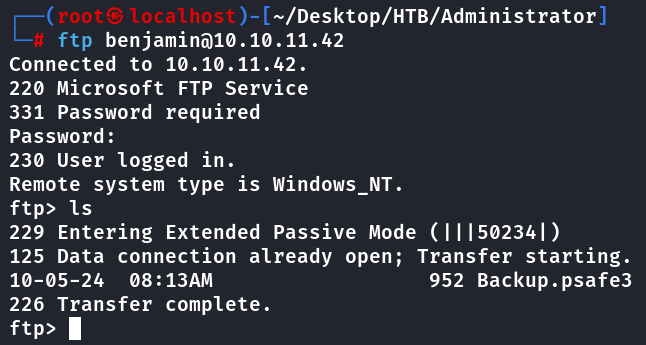 ┌──(root㉿localhost)-[~/Desktop/HTB/Administrator]
└─# ftp benjamin@10.10.11.42
Connected to 10.10.11.42.
220 Microsoft FTP Service
331 Password required
Password:
230 User logged in.
Remote system type is Windows_NT.
ftp> ls
229 Entering Extended Passive Mode (|||50234|)
125 Data connection already open; Transfer starting.
10-05-24  08:13AM                  952 Backup.psafe3
226 Transfer complete.
ftp>